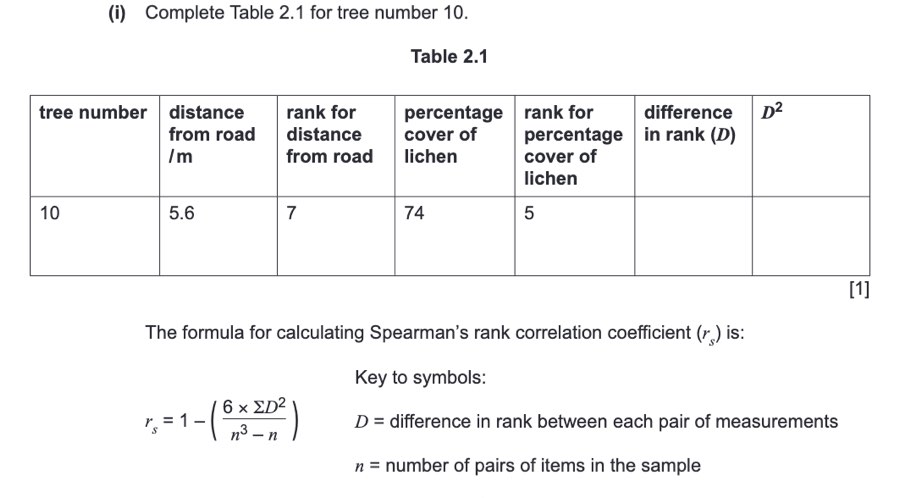 (i) Complete Table 2.1 for tree number 10.
Table 2.1
tree number distance from road /m rank for distance from road percentage cover of lichen rank for percentage cover of lichen difference in rank (D) D²
10 5.6 7 74 5
[1]
The formula for calculating Spearman's rank correlation coefficient (rₛ) is:
Key to symbols:
rₛ = 1 – ( 6 × ΣD² / n³ – n )
D = difference in rank between each pair of measurements
n = number of pairs of items in the sample